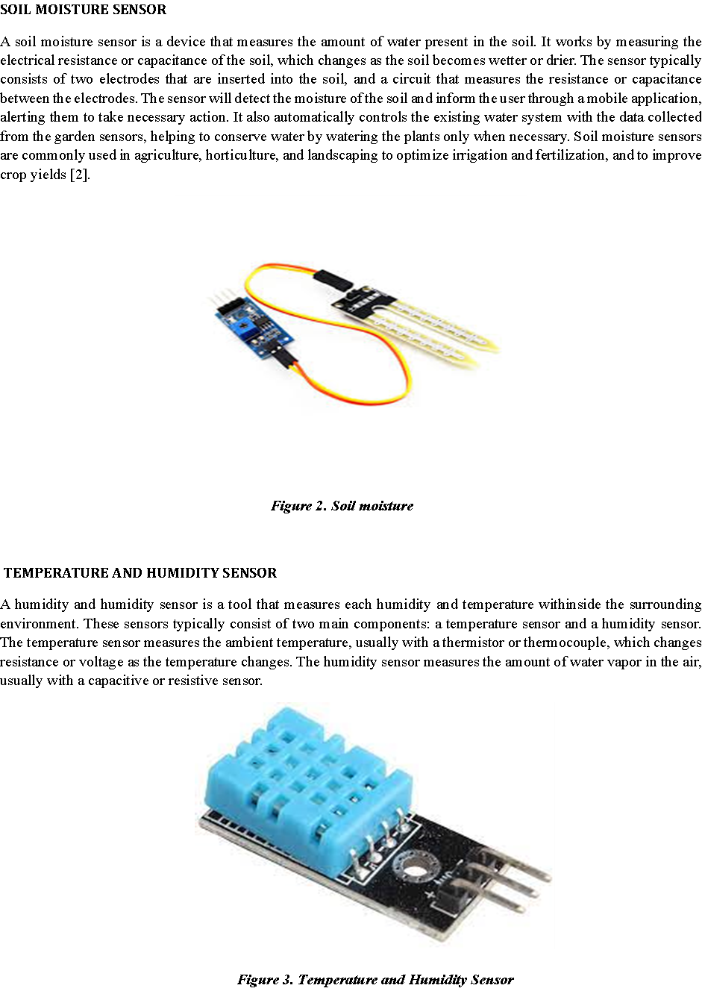 SOIL MOISTURE SENSOR
A soil moisture sensor is a device that measures the amount of water present in the soil. It works by measuring the
electrical resistance or capacitance of the soil, which changes as the soil becomes wetter or drier. The sensor typically
consists of two electrodes that are inserted into the soil, and a circuit that measures the resistance or capacitance
between the electrodes. The sensor will detect the moisture of the soil and inform the user through a mobile application,
alerting them to take necessary action. It also automatically controls the existing water system with the data collected
from the garden sensors, helping to conserve water by watering the plants only when necessary. Soil moisture sensors
are commonly used in agriculture, horticulture, and landscaping to optimize irrigation and fertilization, and to improve
crop yields [2].
Figure 2. Soil moisture
TEMPERATURE AND HUMIDITY SENSOR
A humidity and humidity sensor is a tool that measures each humidity and temperature withinside the surrounding
environment. These sensors typically consist of two main components: a temperature sensor and a humidity sensor.
The temperature sensor measures the ambient temperature, usually with a thermistor or thermocouple, which changes
resistance or voltage as the temperature changes. The humidity sensor measures the amount of water vapor in the air,
usually with a capacitive or resistive sensor.
+
-
Figure 3. Temperature and Humidity Sensor